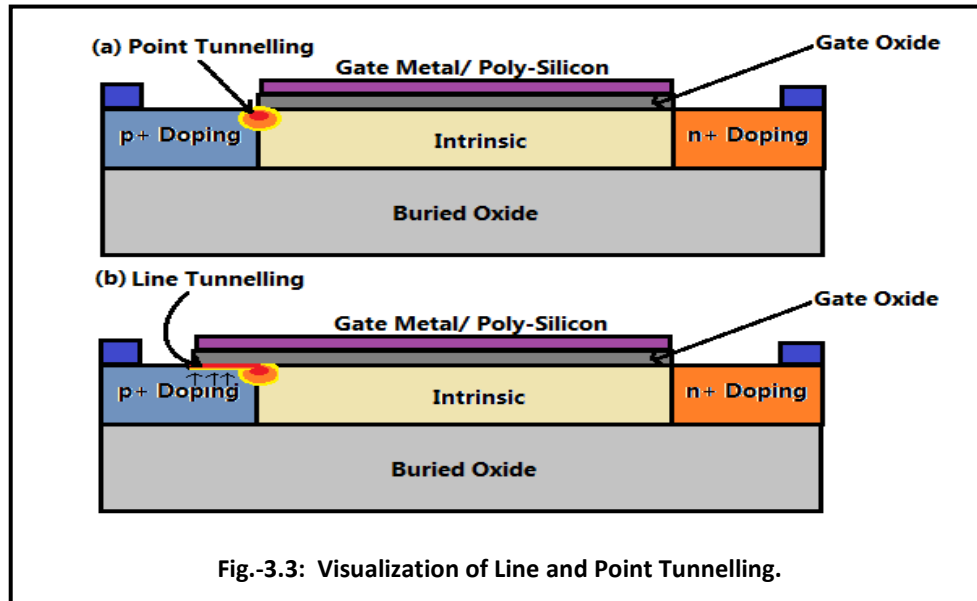 (a) Point Tunnelling
Gate Oxide
Gate Metal/ Poly-Silicon
p+ Doping
Intrinsic
n+ Doping
Buried Oxide
(b) Line Tunnelling
Gate Oxide
Gate Metal/ Poly-Silicon
p+ Doping
Intrinsic
n+ Doping
Buried Oxide
Fig.-3.3: Visualization of Line and Point Tunnelling.